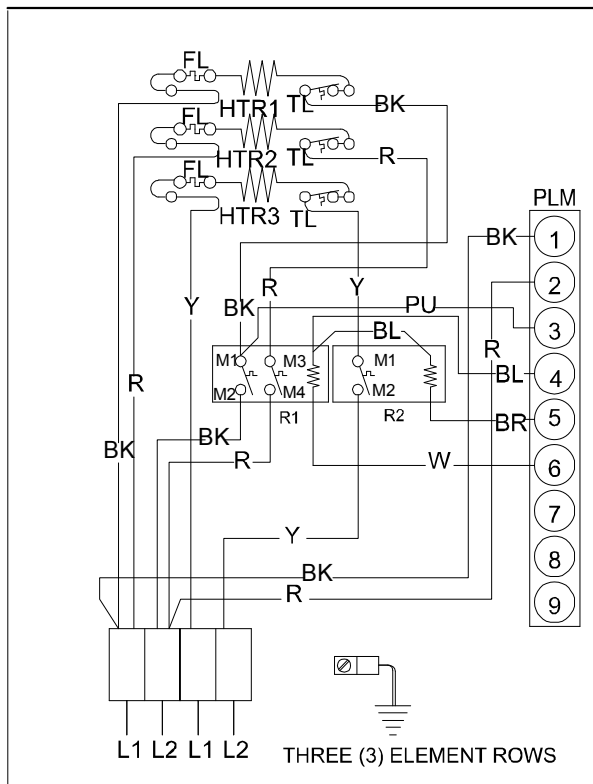 FL
HTR1 TL BK
FL
HTR2 TL R
FL
HTR3 TL
PLM
BK 1
2
R Y
Y BK PU 3
BL R
M1 M3 M1 BL 4
R M2 M4 M2
R1 R2 BR 5
BK BK
R W 6
7
Y
8
BK
R 9
L1 L2 L1 L2
THREE (3) ELEMENT ROWS